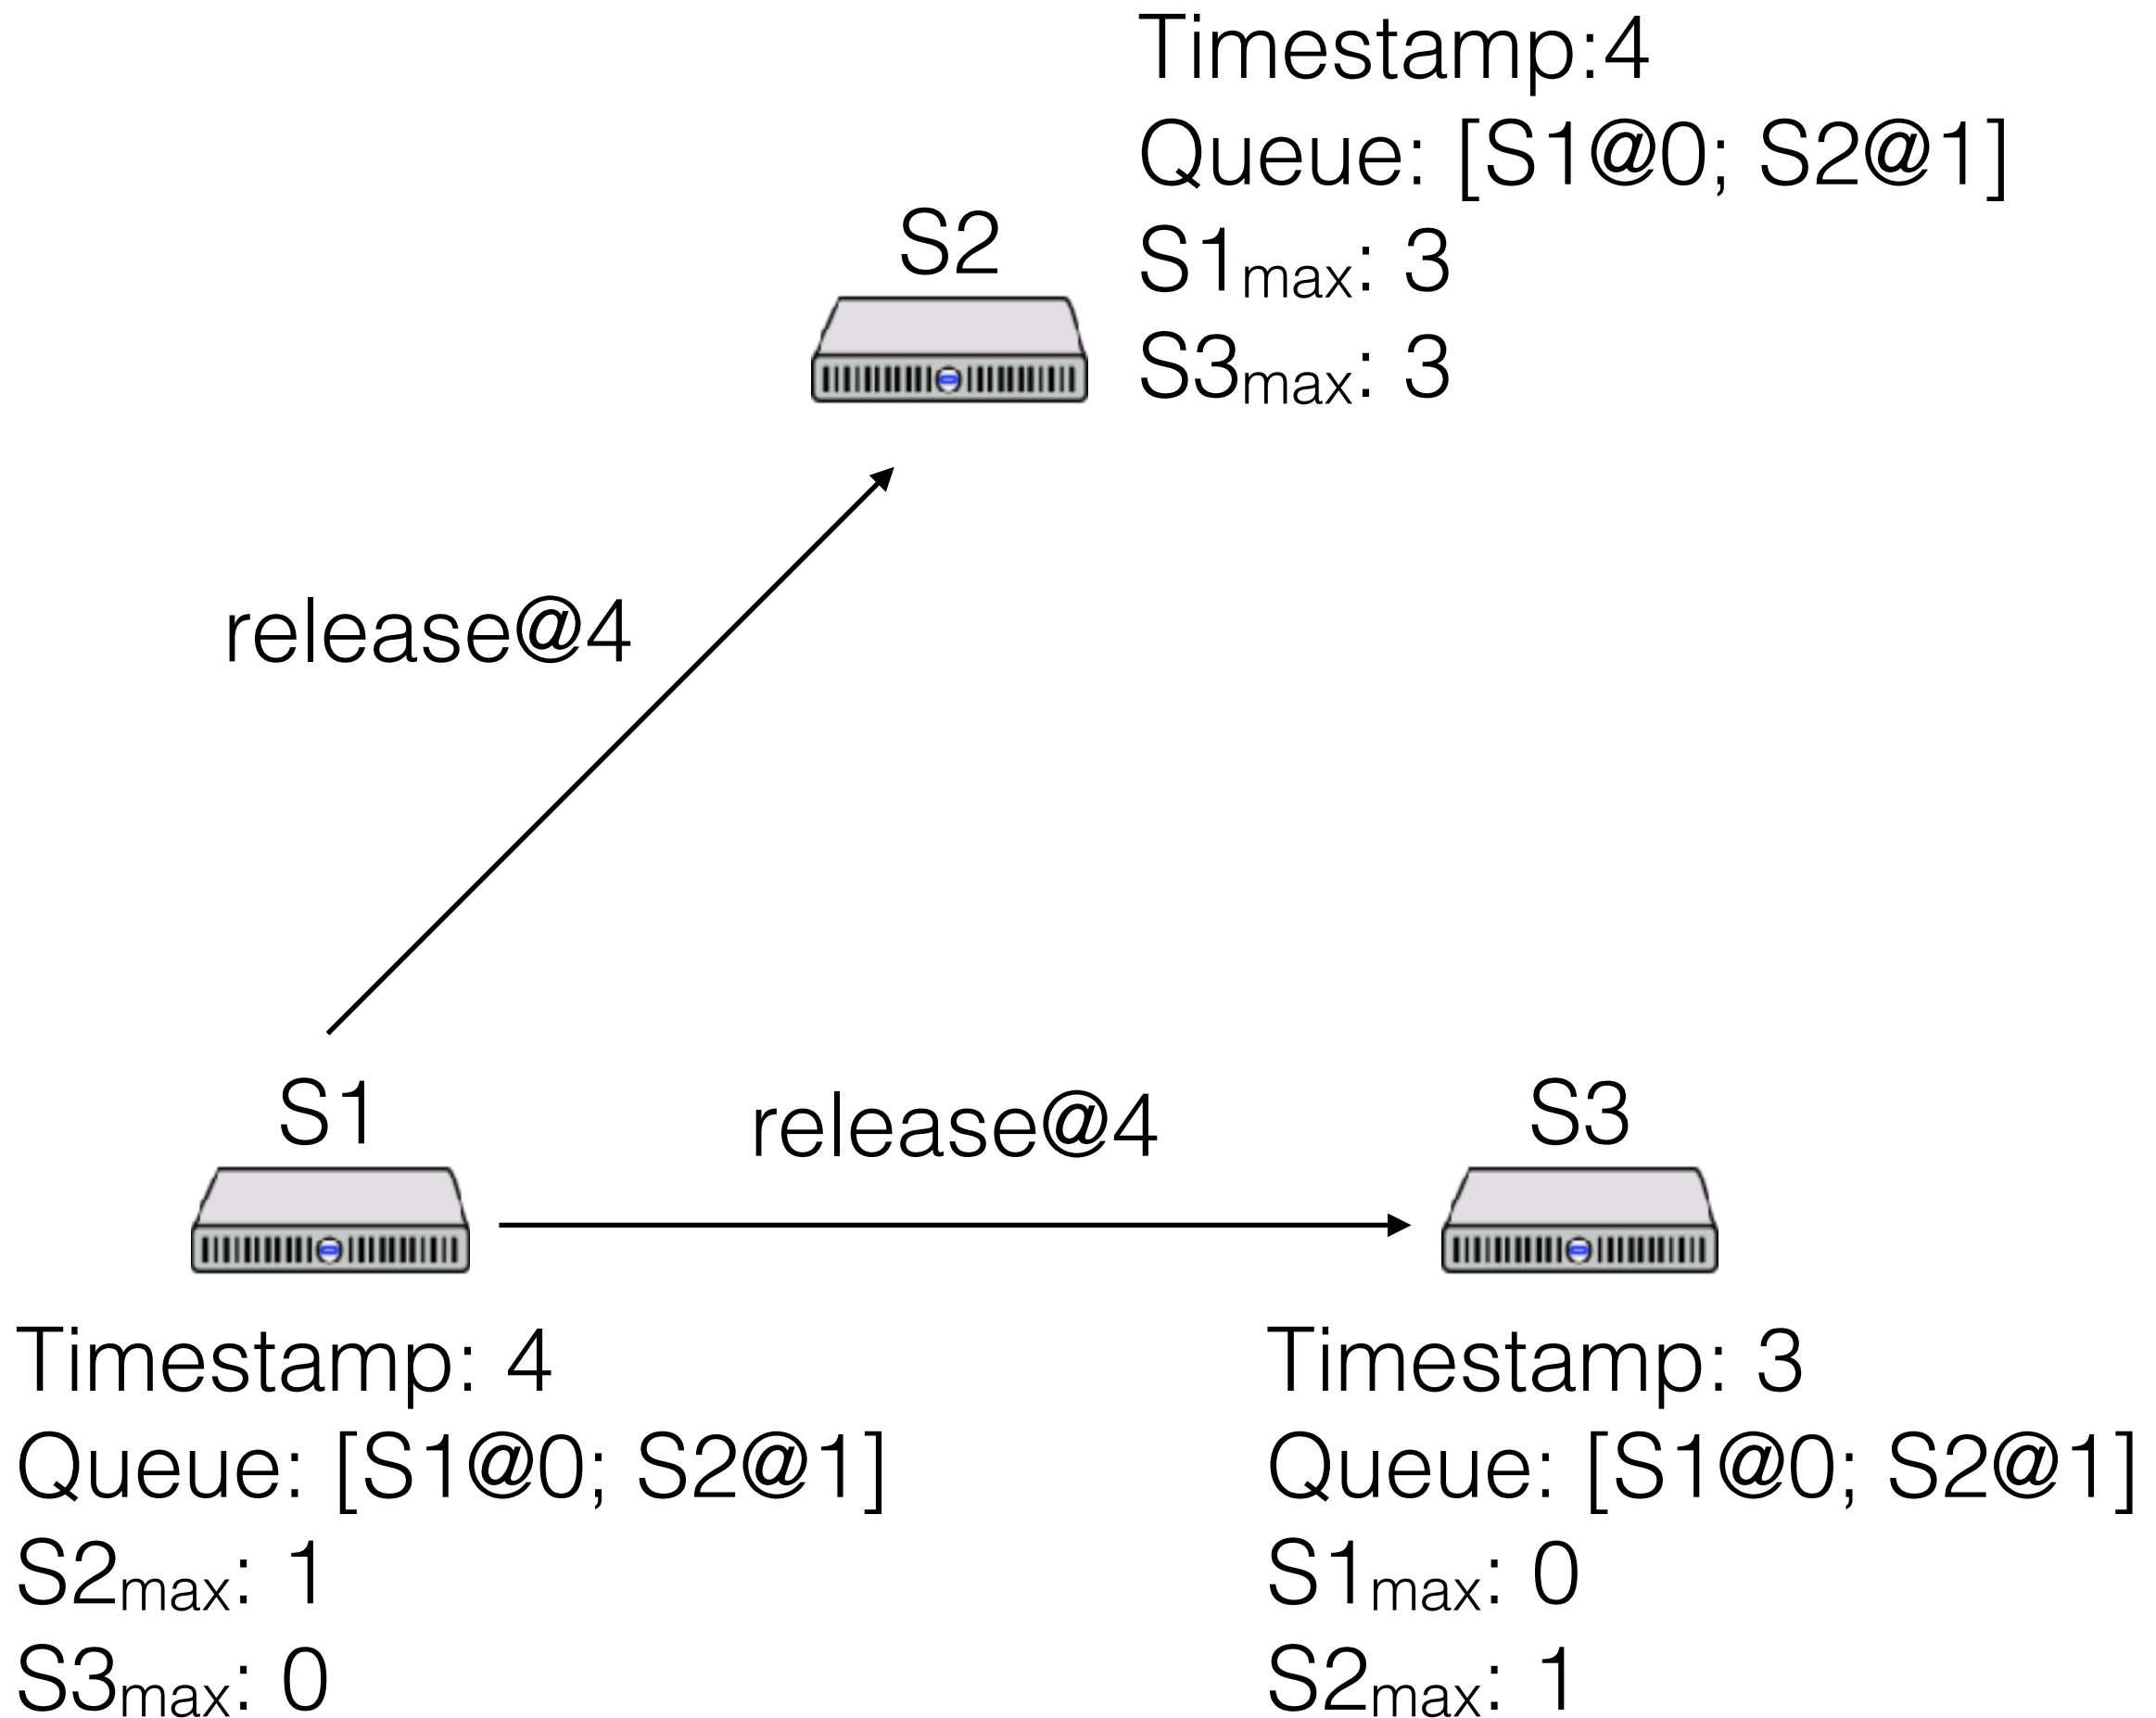 Timestamp:4
Queue: [S1@0; S2@1]
S1max: 3
S3max: 3
S2
release@4
S1
release@4
S3
Timestamp: 4
Queue: [S1@0; S2@1]
S2max: 1
S3max: 0
Timestamp: 3
Queue: [S1@0; S2@1]
S1max: 0
S2max: 1